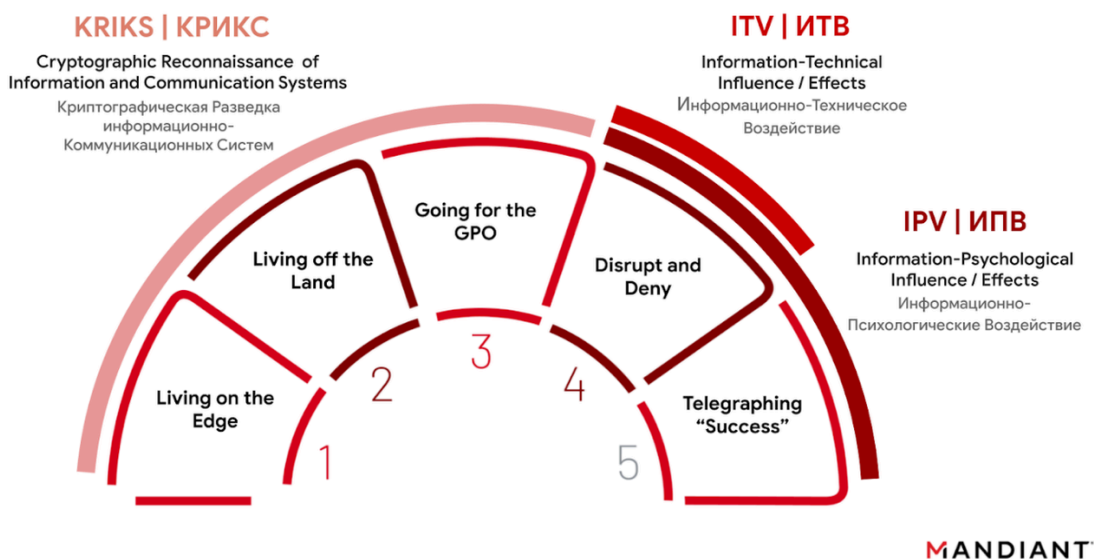 KRIKS | КРИКС
Cryptographic Reconnaissance of
Information and Communication Systems
Криптографическая Разведка
информационно-
Коммуникационных Систем
ITV | ИТВ
Information-Technical
Influence / Effects
Информационно-Техническое
Воздействие
IPV | ИПВ
Information-Psychological
Influence / Effects
Информационно-
Психологические Воздействие
Living on the
Edge
1
Living off the
Land
2
Going for the
GPO
3
Disrupt and
Deny
4
Telegraphing
“Success”
5
MANDIANT